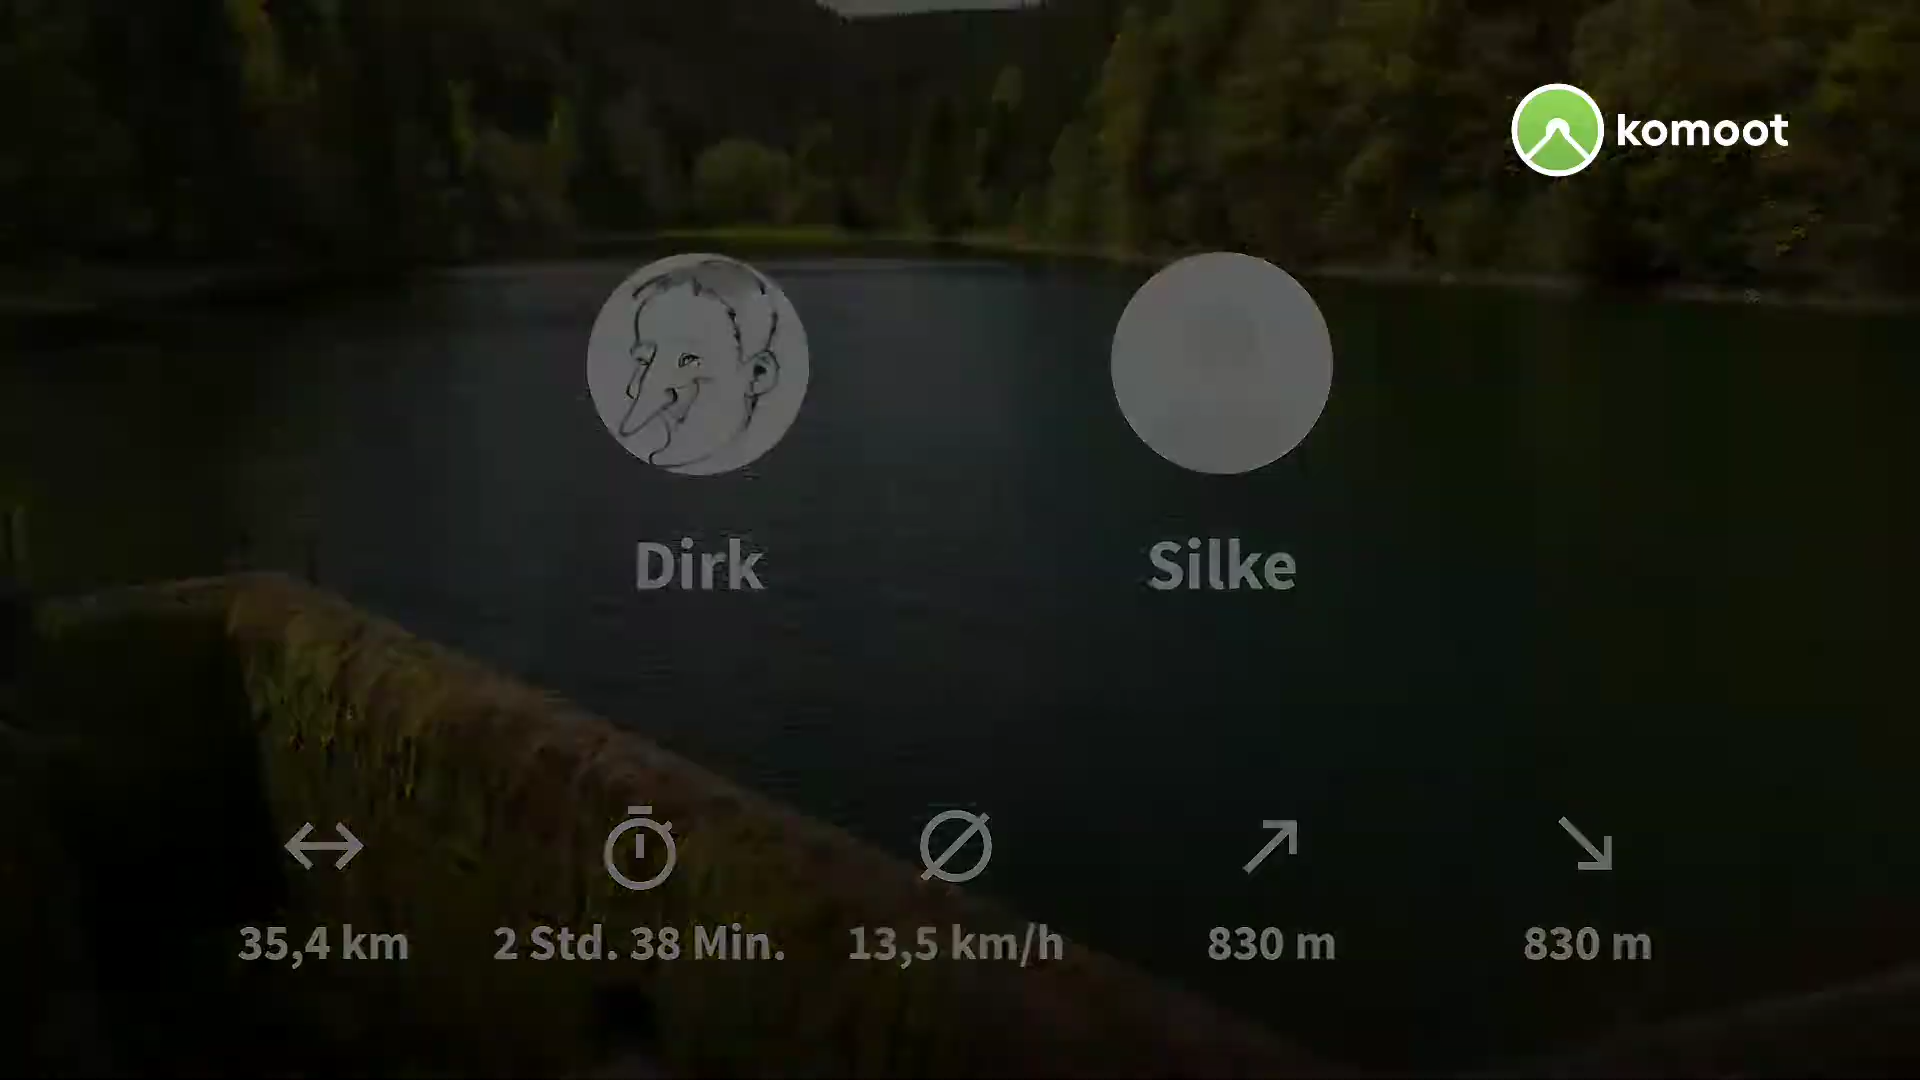 komoot
Dirk
Silke
35,4 km
2 Std. 38 Min.
13,5 km/h
830 m
830 m